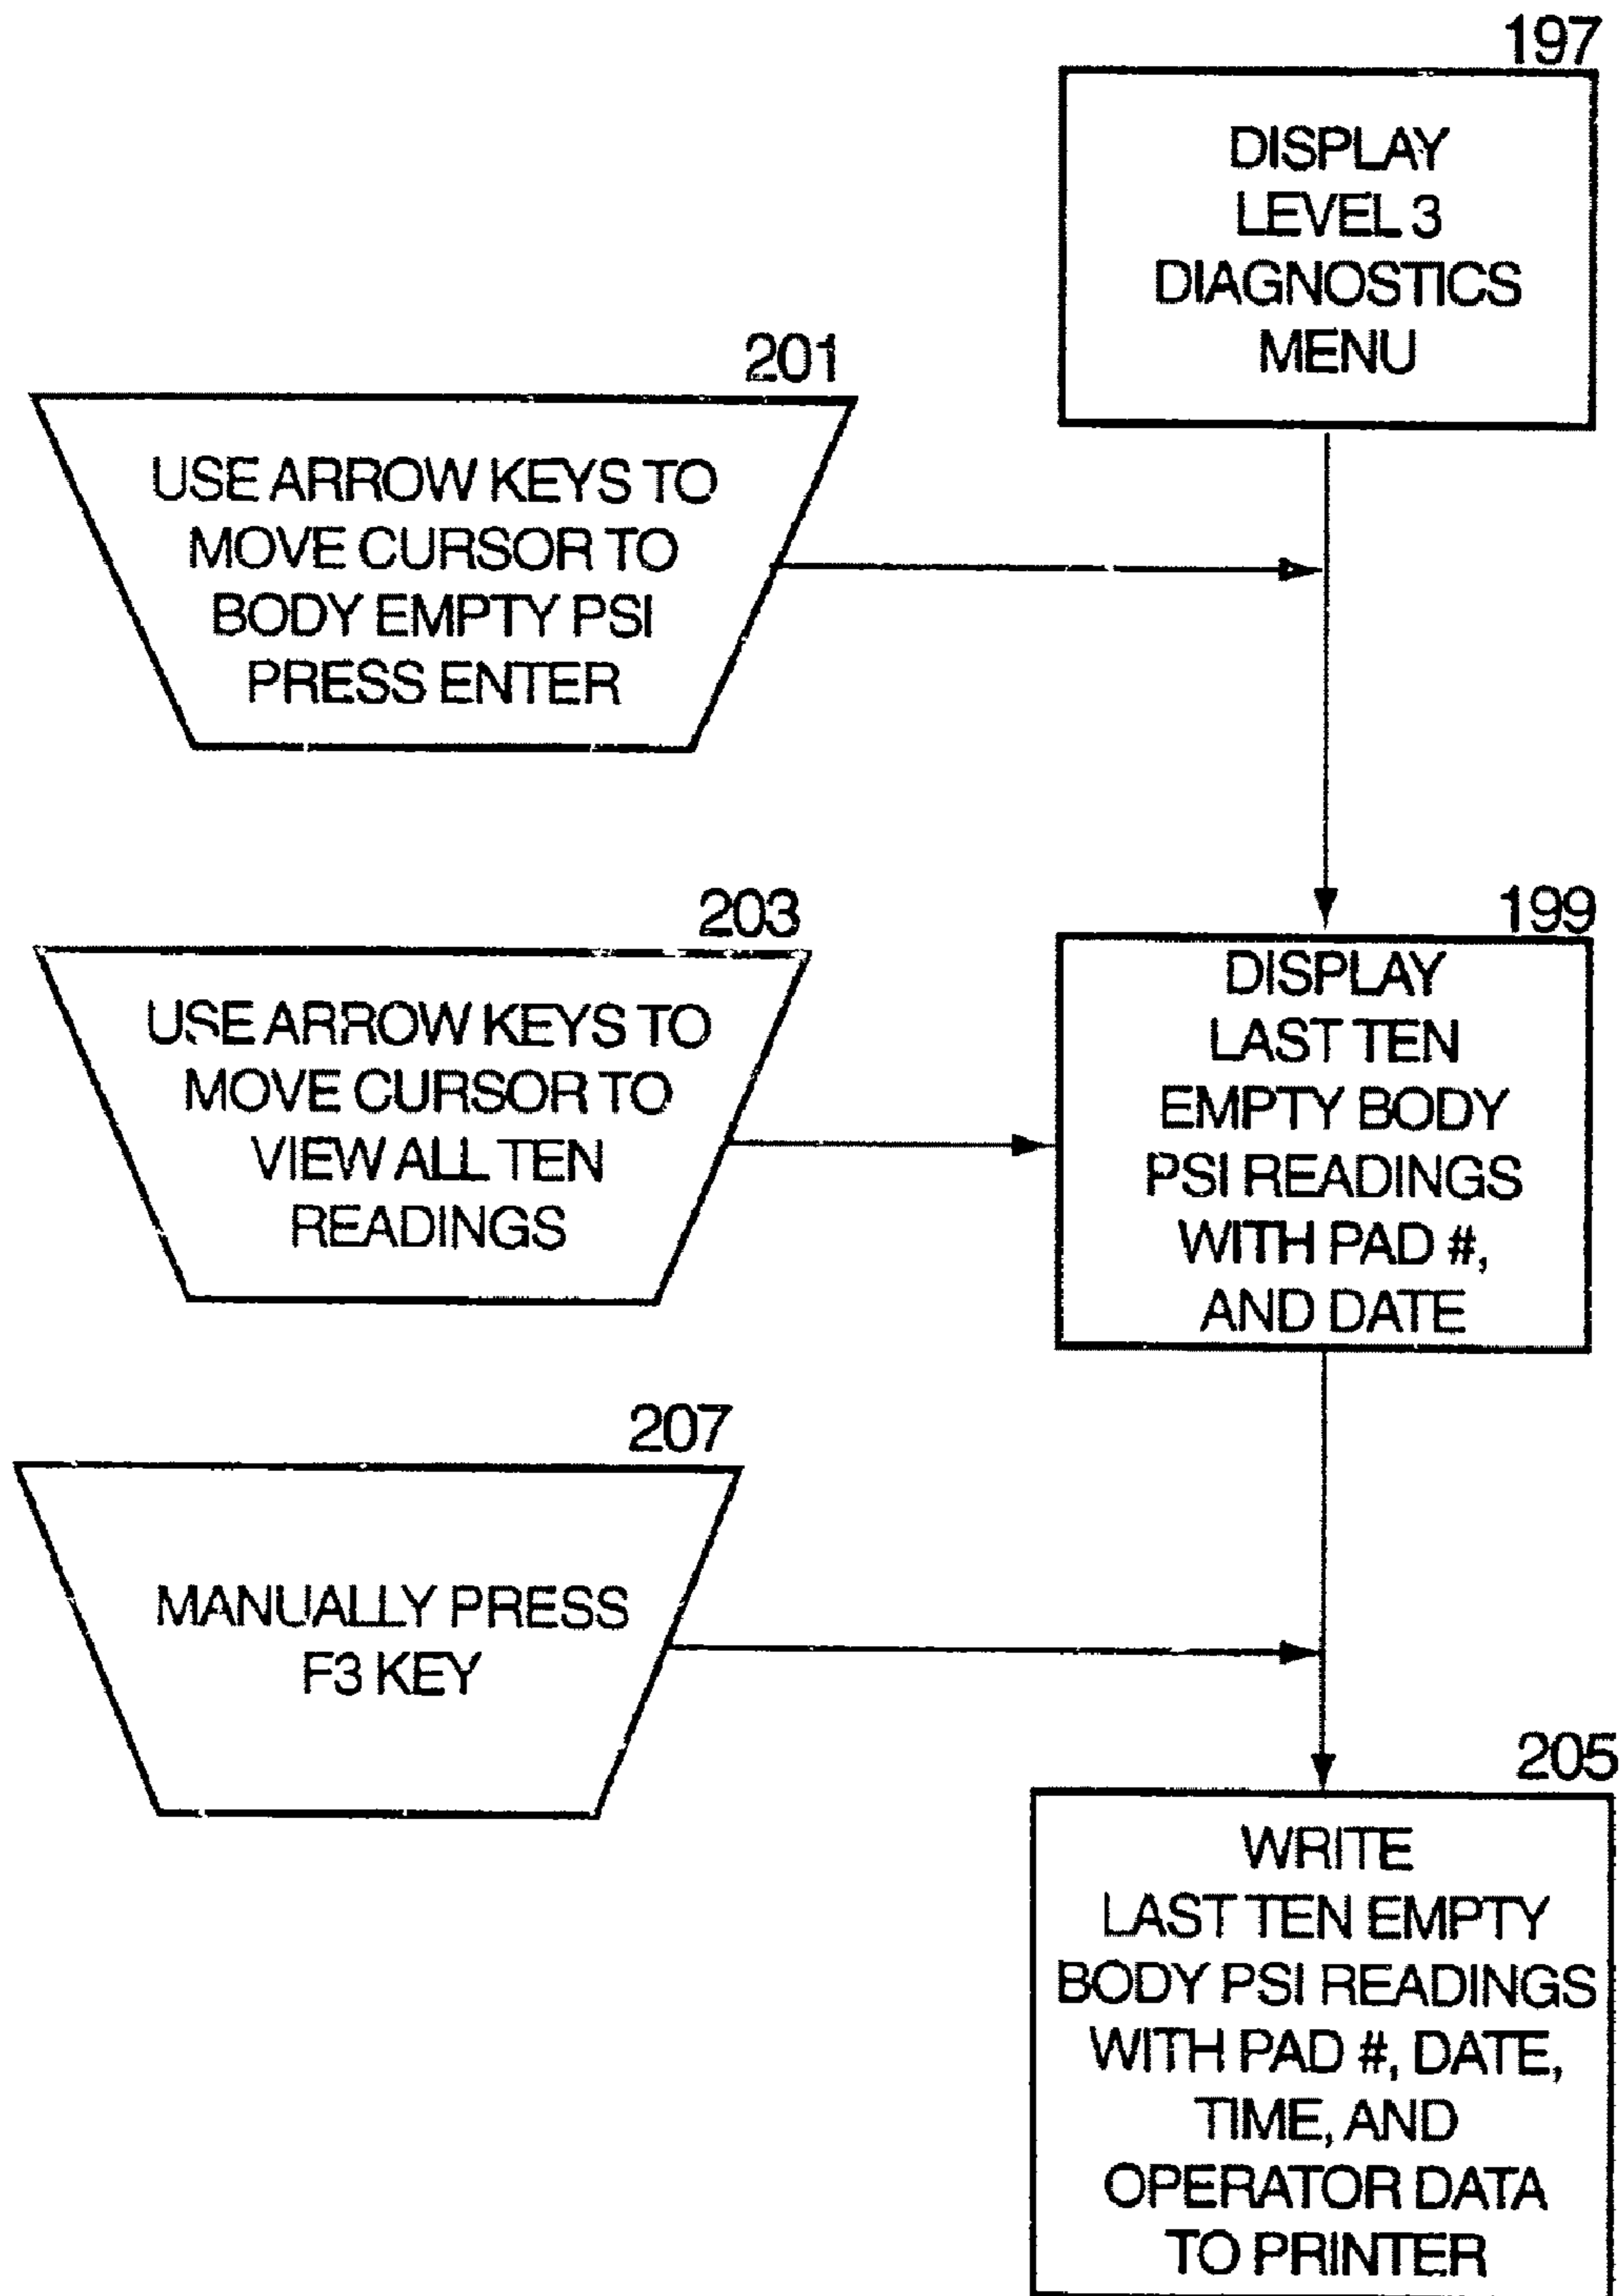 197
DISPLAY
LEVEL 3
DIAGNOSTICS
MENU
201
USE ARROW KEYS TO
MOVE CURSOR TO
BODY EMPTY PSI
PRESS ENTER
203
USE ARROW KEYS TO
MOVE CURSOR TO
VIEW ALL TEN
READINGS
199
DISPLAY
LAST TEN
EMPTY BODY
PSI READINGS
WITH PAD #,
AND DATE
207
MANUALLY PRESS
F3 KEY
205
WRITE
LAST TEN EMPTY
BODY PSI READINGS
WITH PAD #, DATE,
TIME, AND
OPERATOR DATA
TO PRINTER